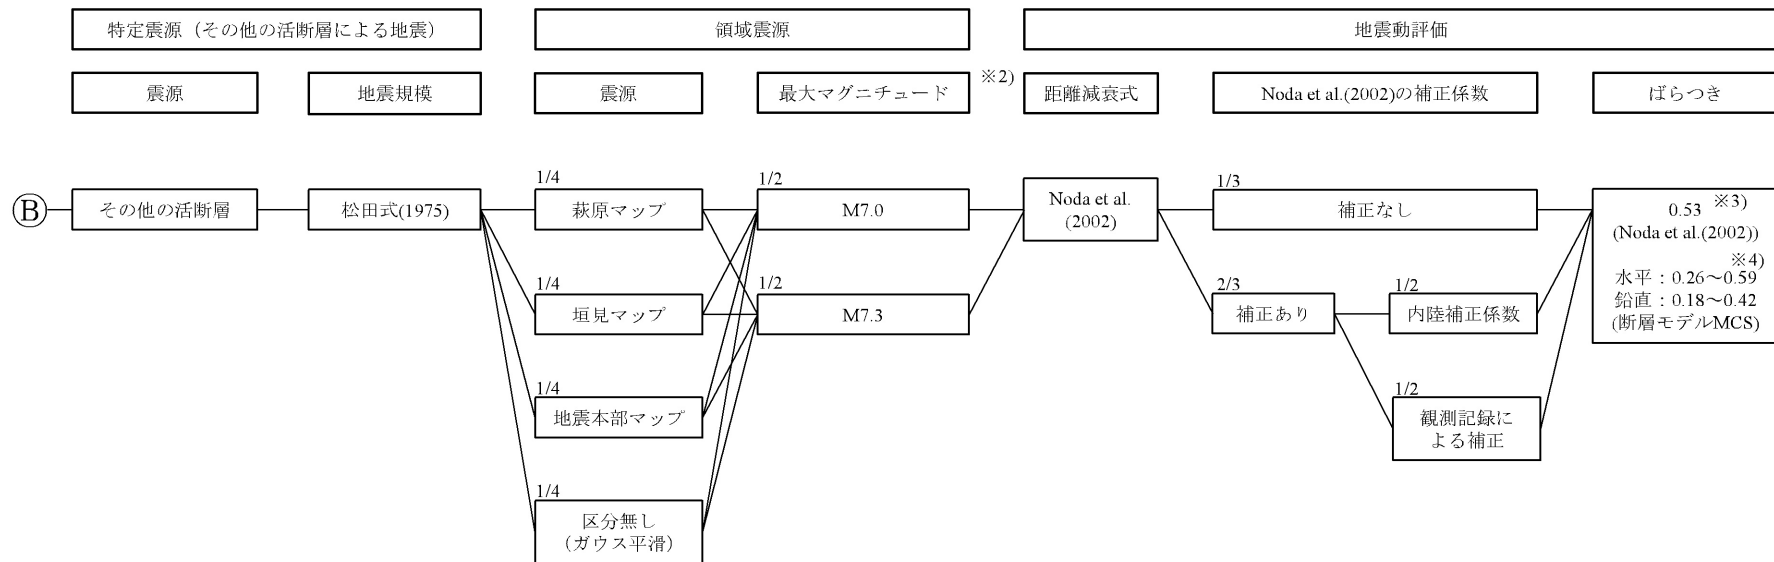 特定震源（その他の活断層による地震）
領域震源
地震動評価
震源
地震規模
震源
最大マグニチュード
※2)
距離減衰式
Noda et al.(2002)の補正係数
ばらつき
B
その他の活断層
松田式(1975)
1/4
萩原マップ
1/4
垣見マップ
1/4
地震本部マップ
1/4
区分無し
（ガウス平滑）
1/2
M7.0
1/2
M7.3
Noda et al.
(2002)
1/3
補正なし
2/3
補正あり
1/2
内陸補正係数
1/2
観測記録に
よる補正
0.53 ※3)
(Noda et al.(2002))
※4)
水平：0.26～0.59
鉛直：0.18～0.42
(断層モデルMCS)